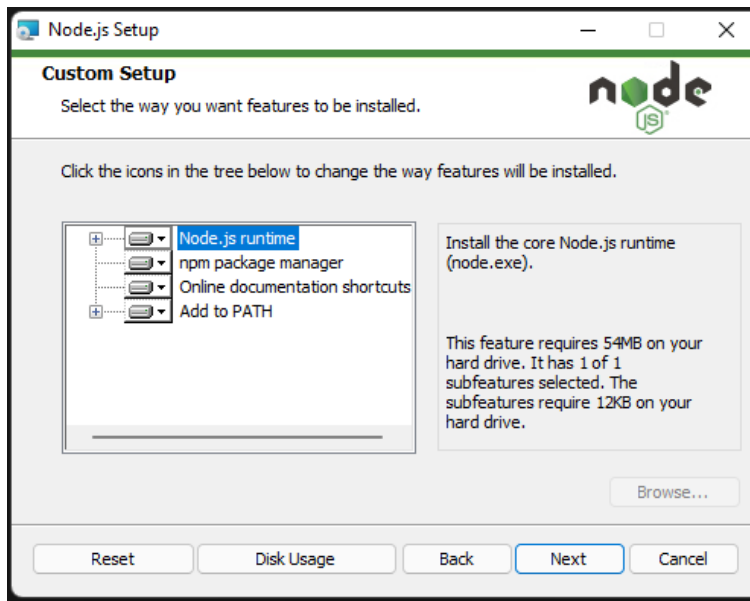 Node.js Setup
Custom Setup
Select the way you want features to be installed.
node
JS
Click the icons in the tree below to change the way features will be installed.
Node.js runtime
npm package manager
Online documentation shortcuts
Add to PATH
Install the core Node.js runtime
(node.exe).
This feature requires 54MB on your
hard drive. It has 1 of 1
subfeatures selected. The
subfeatures require 12KB on your
hard drive.
Browse...
Reset
Disk Usage
Back
Next
Cancel